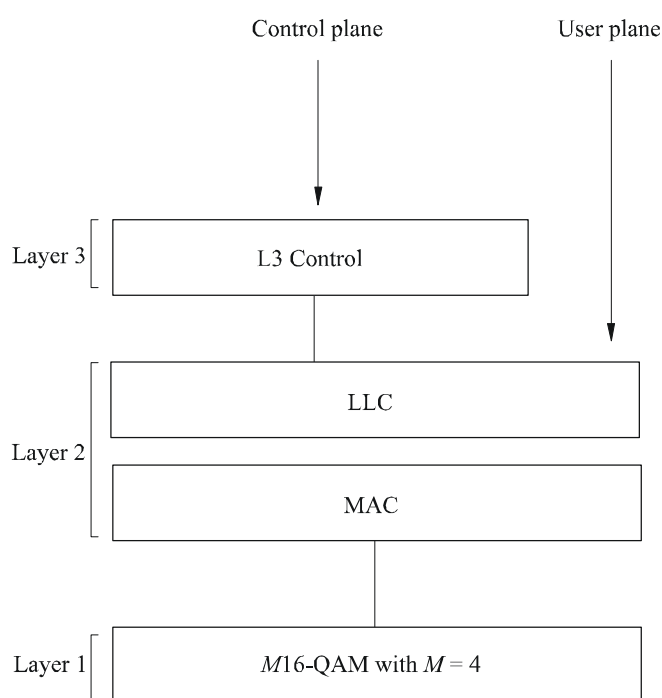 Control plane
User plane
Layer 3
L3 Control
LLC
Layer 2
MAC
Layer 1
M16-QAM with M = 4